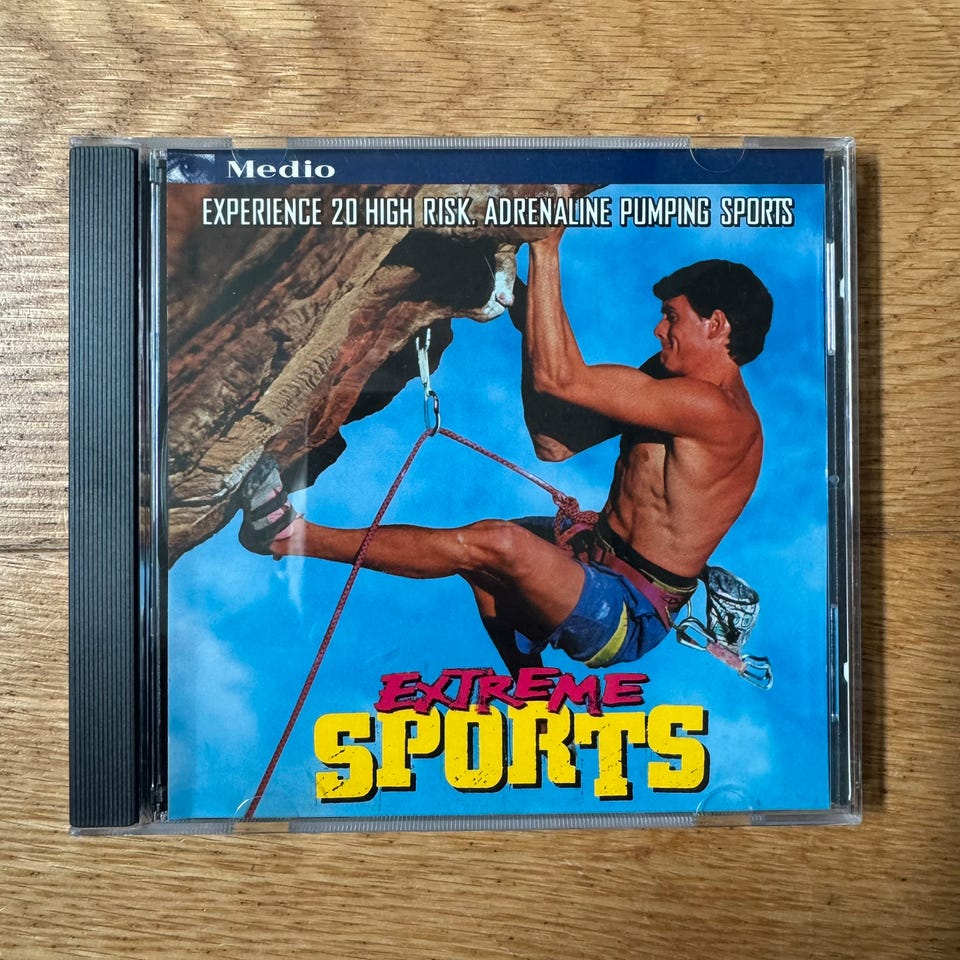 Medio
EXPERIENCE 20 HIGH RISK. ADRENALINE PUMPING SPORTS
EXTREME
SPORTS